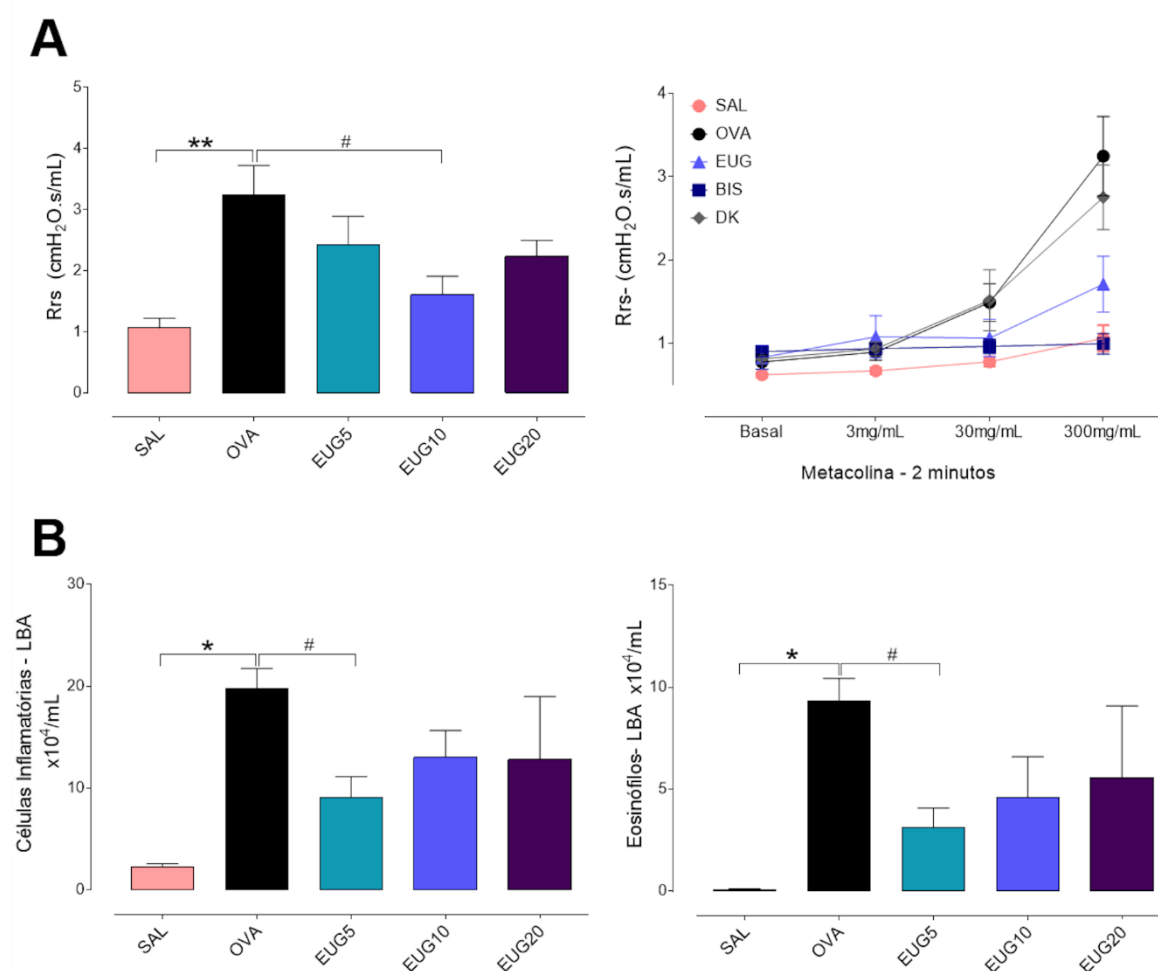 A
Rrs (cmH₂O.s/mL)
5
4
3
2
1
0
**
#
SAL
OVA
EUG5
EUG10
EUG20
Rrs- (cmH₂O.s/mL)
4
3
2
1
SAL
OVA
EUG
BIS
DK
Basal
3mg/mL
30mg/mL
300mg/mL
Metacolina - 2 minutos
B
Células Inflamatórias - LBA
x10⁴/mL
30
20
10
0
*
#
SAL
OVA
EUG5
EUG10
EUG20
Eosinófilos- LBA x10⁴/mL
15
10
5
0
*
#
SAL
OVA
EUG5
EUG10
EUG20